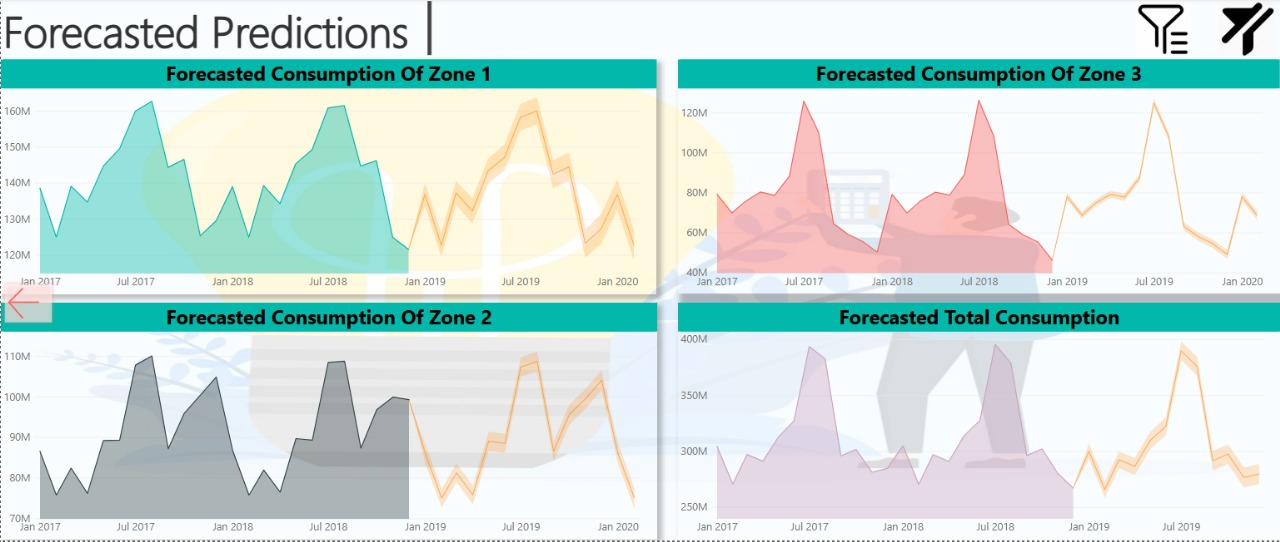 Forecasted Predictions
Forecasted Consumption Of Zone 1
160M
150M
140M
130M
120M
Jan 2017 Jul 2017 Jan 2018 Jul 2018 Jan 2019 Jul 2019 Jan 2020
Forecasted Consumption Of Zone 3
120M
100M
80M
60M
40M
Jan 2017 Jul 2017 Jan 2018 Jul 2018 Jan 2019 Jul 2019 Jan 2020
Forecasted Consumption Of Zone 2
110M
100M
90M
80M
70M
Jan 2017 Jul 2017 Jan 2018 Jul 2018 Jan 2019 Jul 2019 Jan 2020
Forecasted Total Consumption
400M
350M
300M
250M
Jan 2017 Jul 2017 Jan 2018 Jul 2018 Jan 2019 Jul 2019